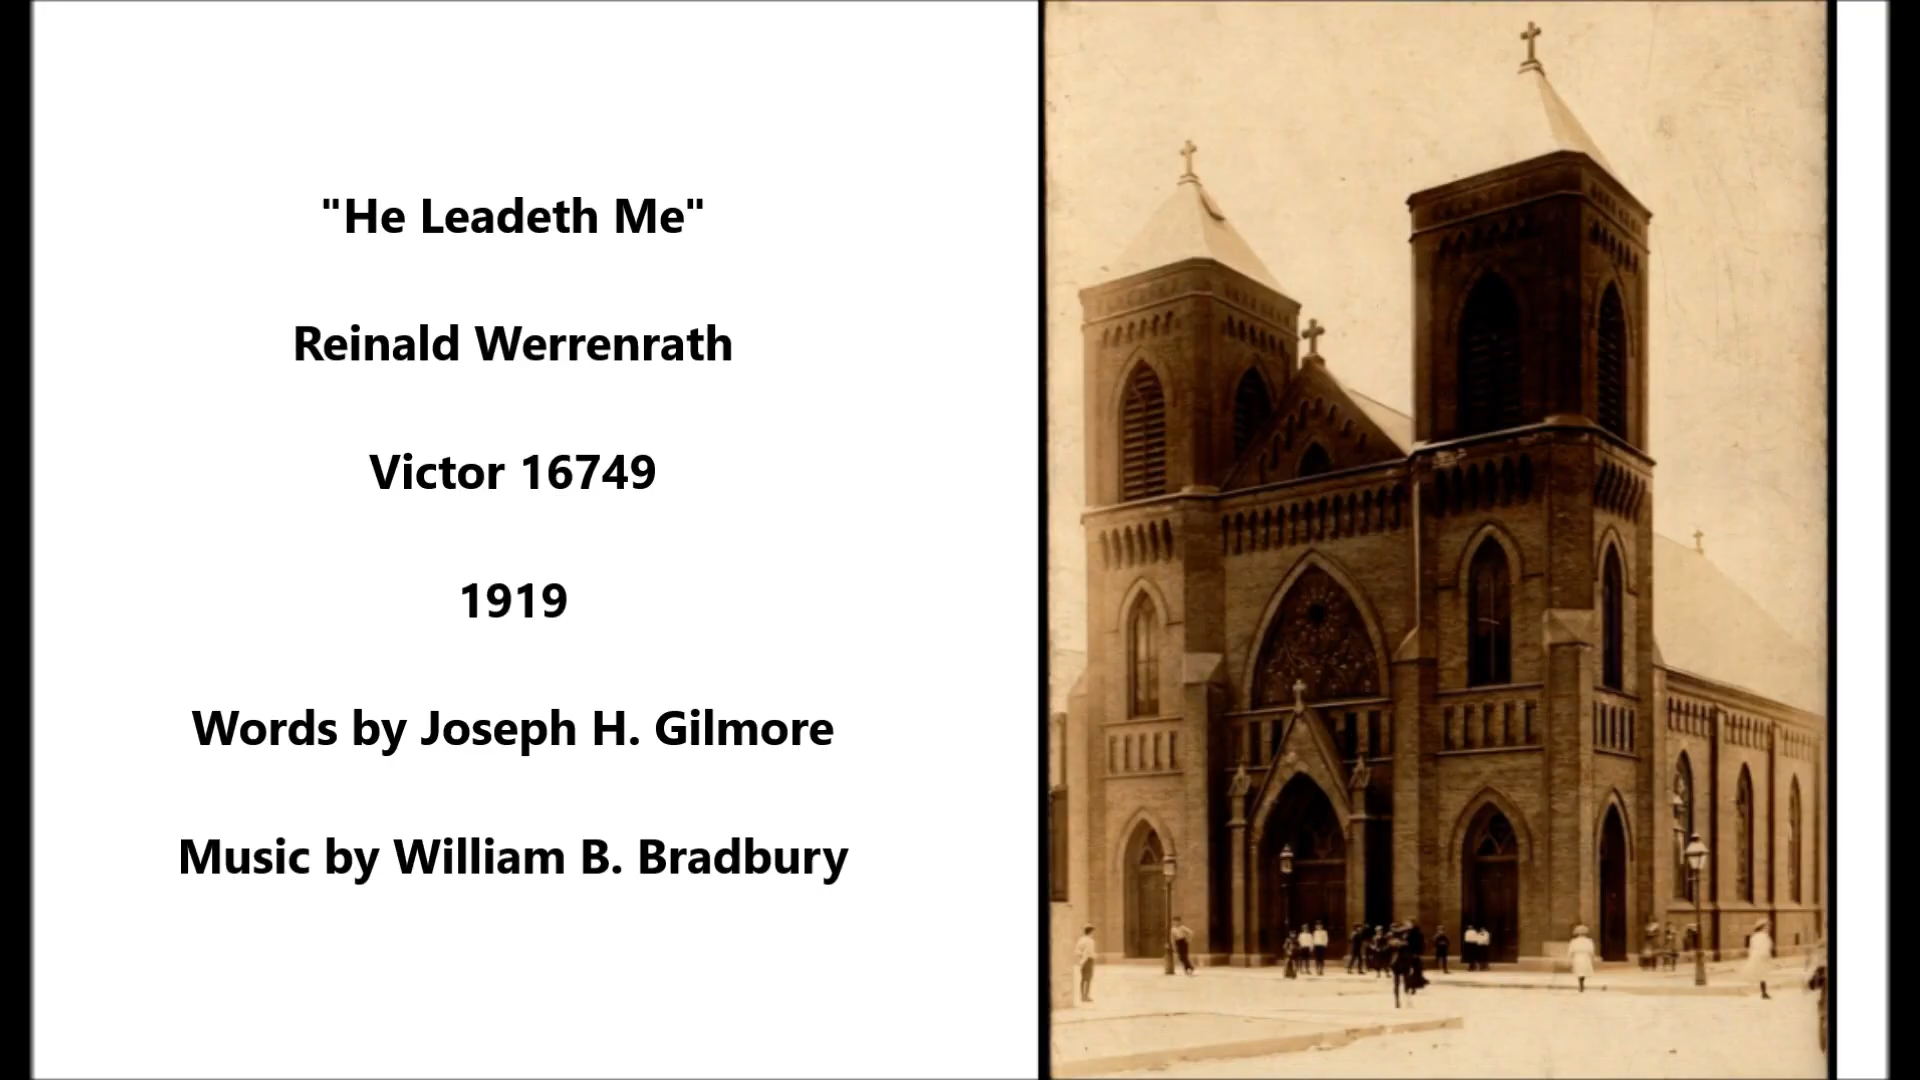 "He Leadeth Me"
Reinald Werrenrath
Victor 16749
1919
Words by Joseph H. Gilmore
Music by William B. Bradbury